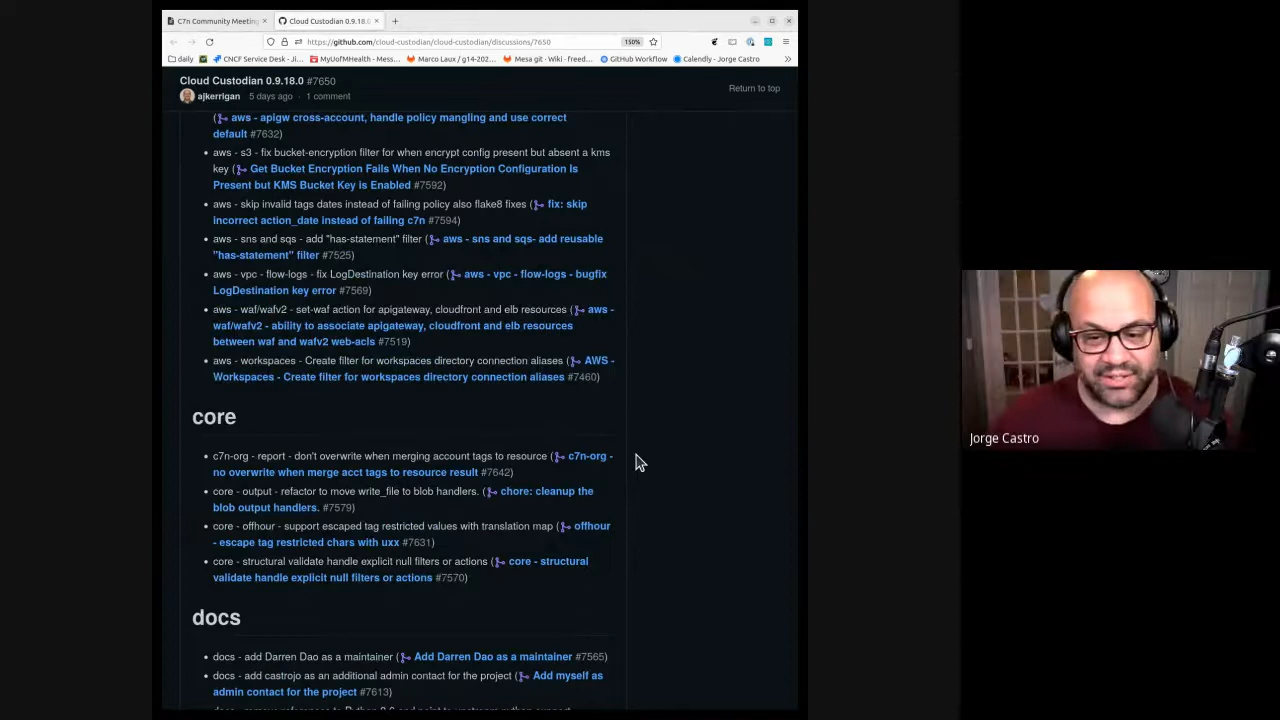 C7n Community Meeting
Cloud Custodian 0.9.18.0
https://github.com/cloud-custodian/cloud-custodian/discussions/7650
150%
daily
CNCF Service Desk - Ji...
MyUofMHealth - Mess...
Marco Laux / g14-202...
Mesa git · Wiki · freed...
GitHub Workflow
Calendly - Jorge Castro
Cloud Custodian 0.9.18.0 #7650
ajkerrigan 5 days ago · 1 comment
Return to top
( aws - apigw cross-account, handle policy mangling and use correct
default #7632)
aws - s3 - fix bucket-encryption filter for when encrypt config present but absent a kms
key ( Get Bucket Encryption Fails When No Encryption Configuration Is
Present but KMS Bucket Key is Enabled #7592)
aws - skip invalid tags dates instead of failing policy also flake8 fixes ( fix: skip
incorrect action_date instead of failing c7n #7594)
aws - sns and sqs - add "has-statement" filter ( aws - sns and sqs- add reusable
"has-statement" filter #7525)
aws - vpc - flow-logs - fix LogDestination key error ( aws - vpc - flow-logs - bugfix
LogDestination key error #7569)
aws - waf/wafv2 - set-waf action for apigateway, cloudfront and elb resources ( aws -
waf/wafv2 - ability to associate apigateway, cloudfront and elb resources
between waf and wafv2 web-acls #7519)
aws - workspaces - Create filter for workspaces directory connection aliases ( AWS -
Workspaces - Create filter for workspaces directory connection aliases #7460)
core
c7n-org - report - don't overwrite when merging account tags to resource ( c7n-org -
no overwrite when merge acct tags to resource result #7642)
core - output - refactor to move write_file to blob handlers. ( chore: cleanup the
blob output handlers. #7579)
core - offhour - support escaped tag restricted values with translation map ( offhour
- escape tag restricted chars with uxx #7631)
core - structural validate handle explicit null filters or actions ( core - structural
validate handle explicit null filters or actions #7570)
docs
docs - add Darren Dao as a maintainer ( Add Darren Dao as a maintainer #7565)
docs - add castrojo as an additional admin contact for the project ( Add myself as
admin contact for the project #7613)
Jorge Castro